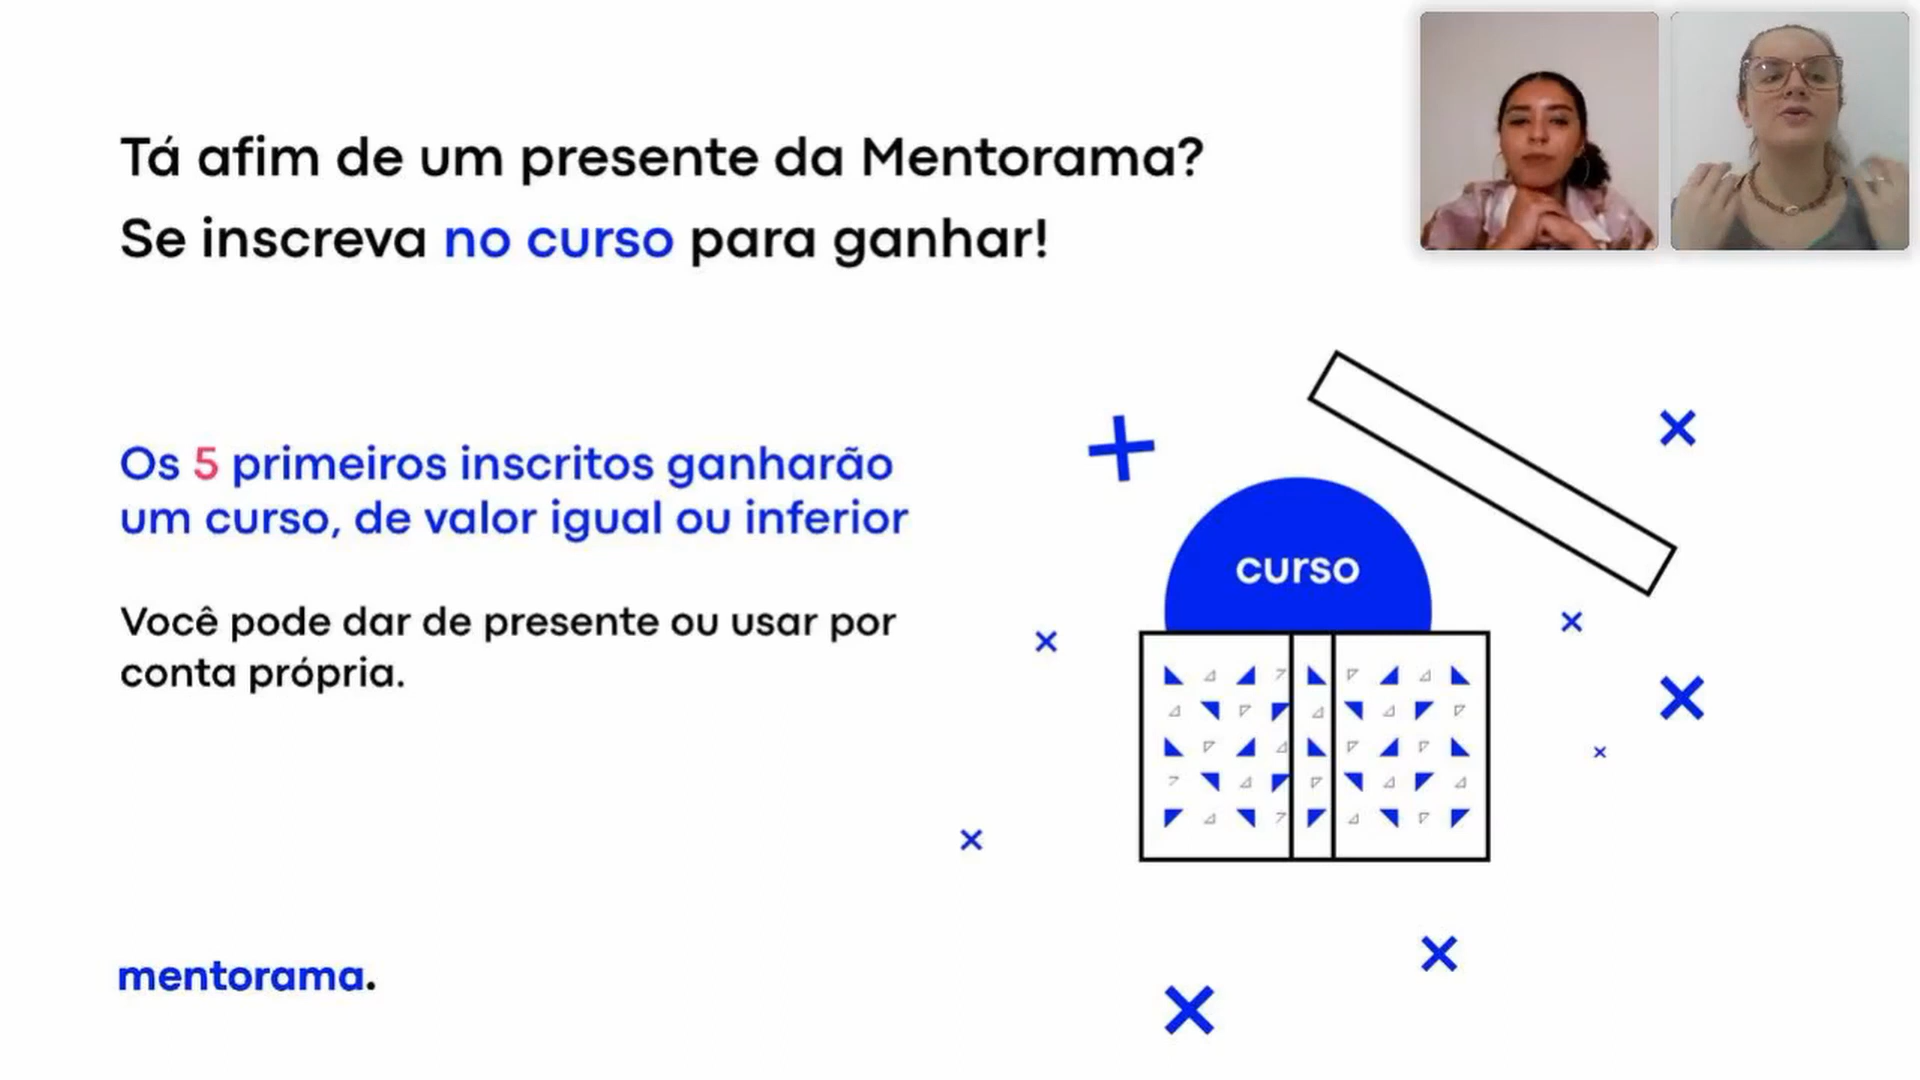 Tá afim de um presente da Mentorama?
Se inscreva no curso para ganhar!
Os 5 primeiros inscritos ganharão
um curso, de valor igual ou inferior
Você pode dar de presente ou usar por
conta própria.
curso
mentorama.